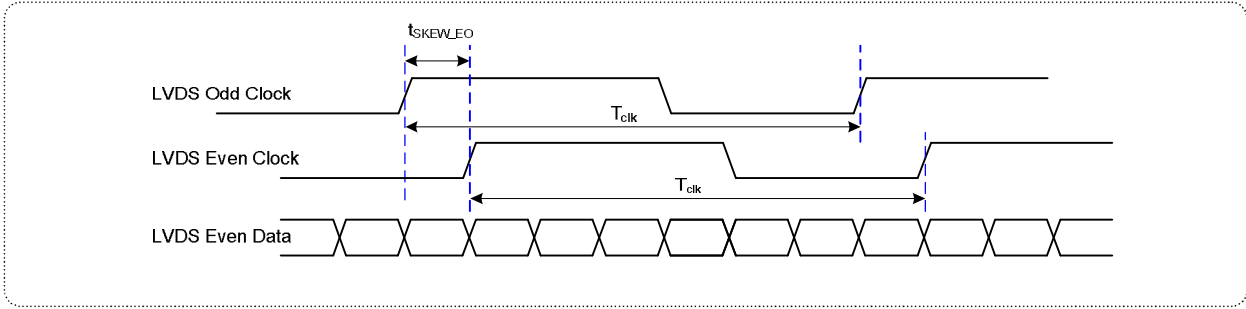 tSKEW_EO
LVDS Odd Clock
Tclk
LVDS Even Clock
Tclk
LVDS Even Data